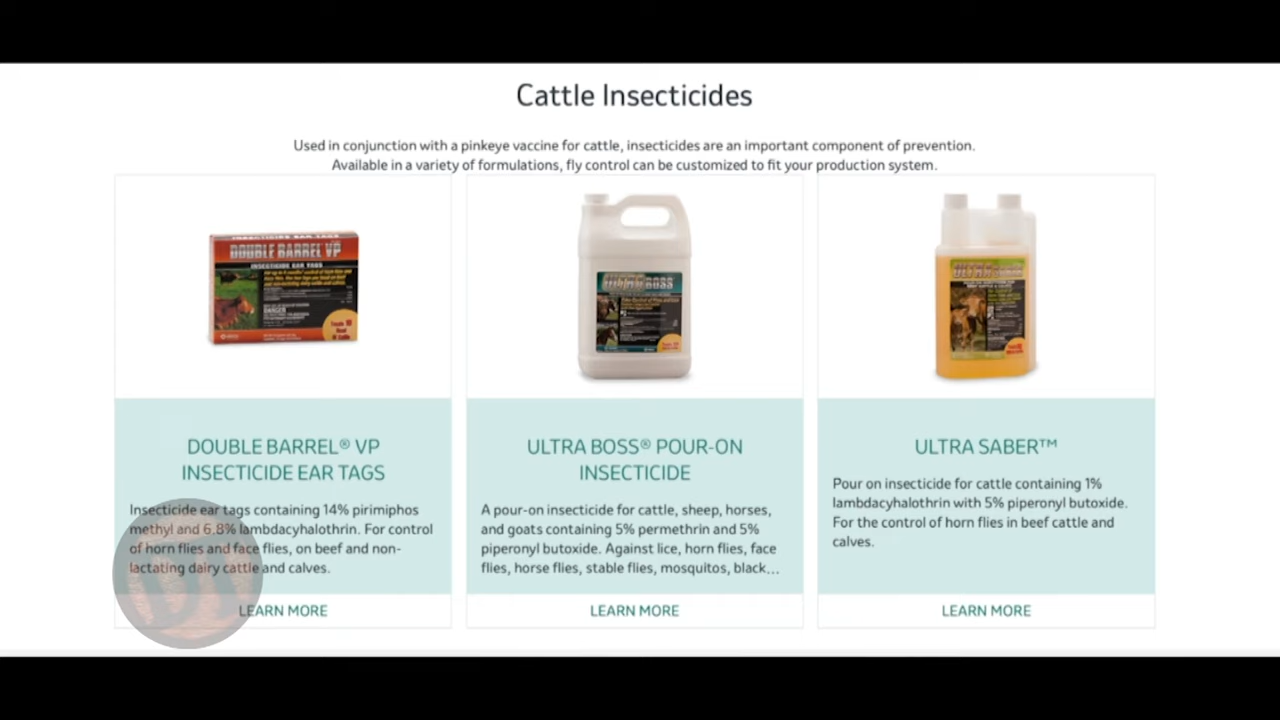 Cattle Insecticides
Used in conjunction with a pinkeye vaccine for cattle, insecticides are an important component of prevention.
Available in a variety of formulations, fly control can be customized to fit your production system.
DOUBLE BARREL VP
INSECTICIDE EAR TAGS
ULTRA BOSS
DOUBLE BARREL® VP
INSECTICIDE EAR TAGS
Insecticide ear tags containing 14% pirimiphos
methyl and 6.8% lambdacyhalothrin. For control
of horn flies and face flies, on beef and non-
lactating dairy cattle and calves.
LEARN MORE
ULTRA BOSS® POUR-ON
INSECTICIDE
A pour-on insecticide for cattle, sheep, horses,
and goats containing 5% permethrin and 5%
piperonyl butoxide. Against lice, horn flies, face
flies, horse flies, stable flies, mosquitos, black...
LEARN MORE
ULTRA SABER™
Pour on insecticide for cattle containing 1%
lambdacyhalothrin with 5% piperonyl butoxide.
For the control of horn flies in beef cattle and
calves.
LEARN MORE